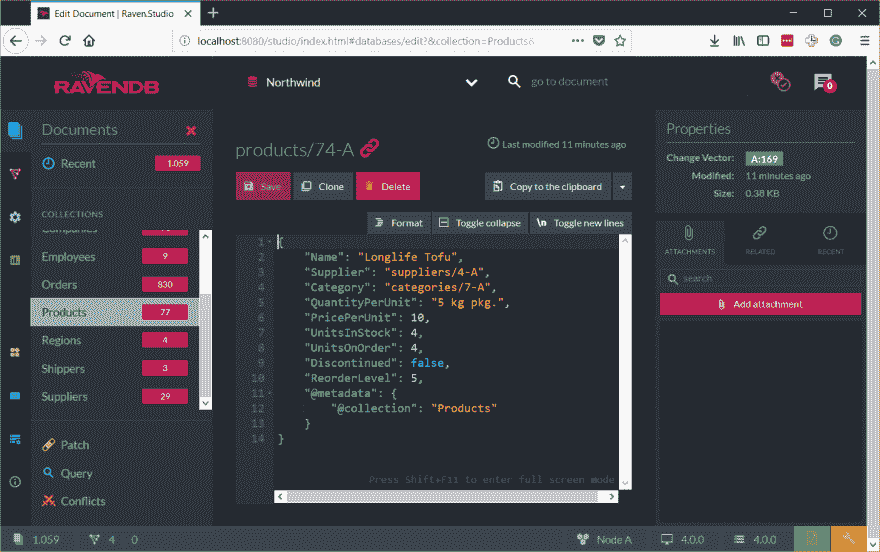 Edit Document | Raven.Studio
localhost:8080/studio/index.html#databases/edit?&collection=Products&
RAVENDB
Northwind
go to document
0
Documents
Recent 1.059
COLLECTIONS
Companies
Employees 9
Orders 830
Products 77
Regions 4
Shippers 3
Suppliers 29
Patch
Query
Conflicts
products/74-A
Last modified 11 minutes ago
Save Clone Delete Copy to the clipboard
Format Toggle collapse \n Toggle new lines
1 {
2 "Name": "Longlife Tofu",
3 "Supplier": "suppliers/4-A",
4 "Category": "categories/7-A",
5 "QuantityPerUnit": "5 kg pkg.",
6 "PricePerUnit": 10,
7 "UnitsInStock": 4,
8 "UnitsOnOrder": 4,
9 "Discontinued": false,
10 "ReorderLevel": 5,
11 "@metadata": {
12 "@collection": "Products"
13 }
14 }
Press Shift+F11 to enter full screen mode
Properties
Change Vector: A:169
Modified: 11 minutes ago
Size: 0.38 KB
ATTACHMENTS RELATED RECENT
search
Add attachment
1.059 4 0 Node A 4.0.0 4.0.0